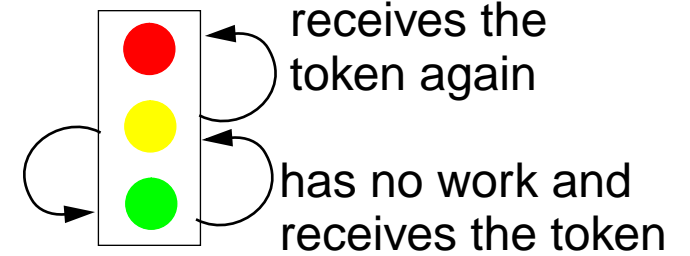 receives the
token again
has no work and
receives the token